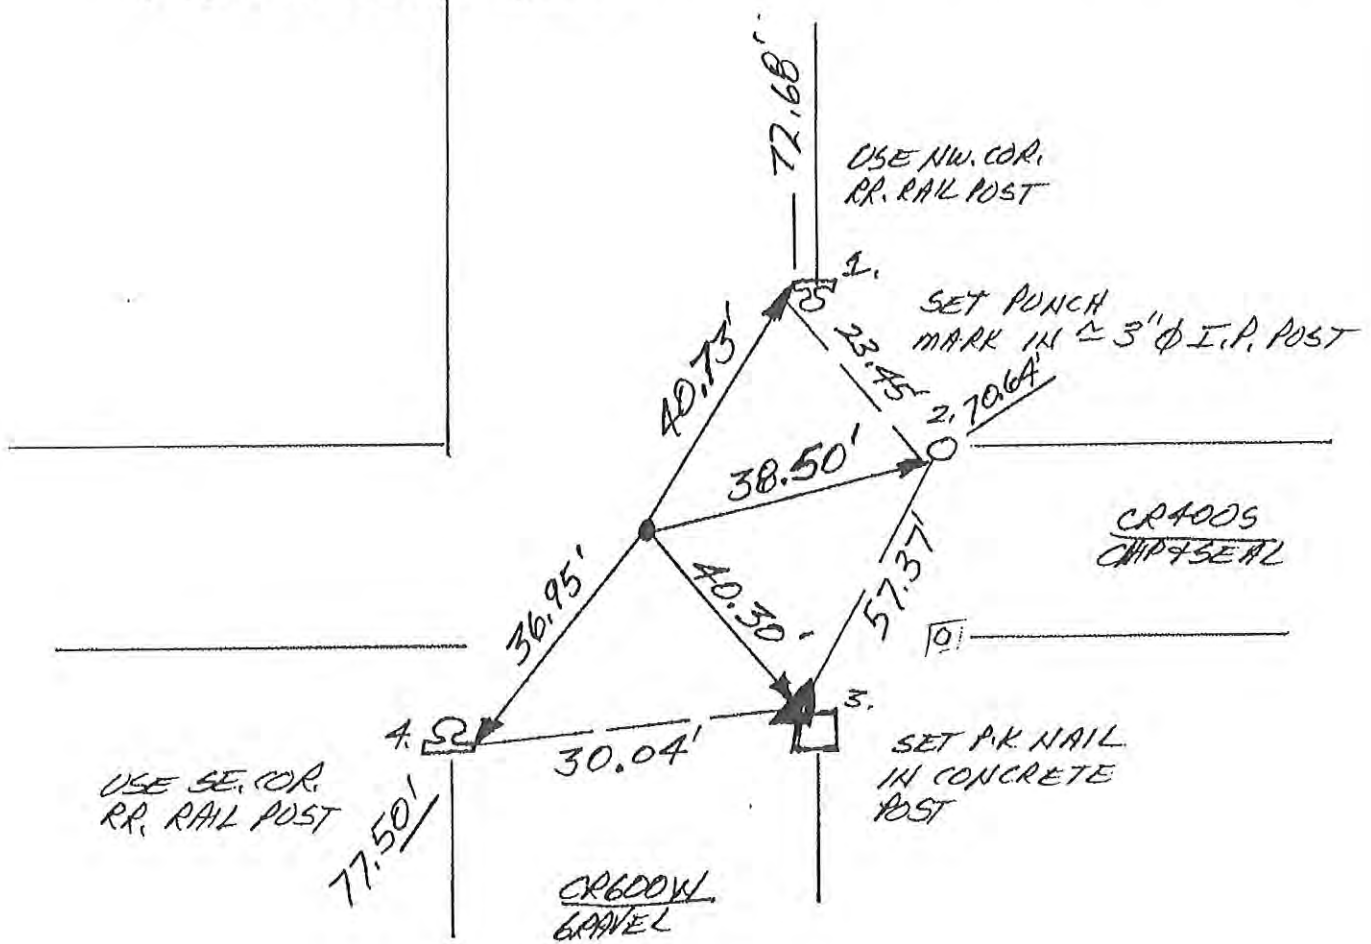 72.68'
USE NW. COR.
RR. RAIL POST
1.
SET PUNCH
MARK IN ≃ 3"ϕ I.P. POST
40.73'
23.45'
2. 70.64'
38.50'
CR400S
CHIP & SEAL
36.95'
40.30'
57.37'
3.
4.
30.04'
SET P.K NAIL
IN CONCRETE
POST
USE SE. COR.
RR. RAIL POST
77.50'
CR600W.
GRAVEL